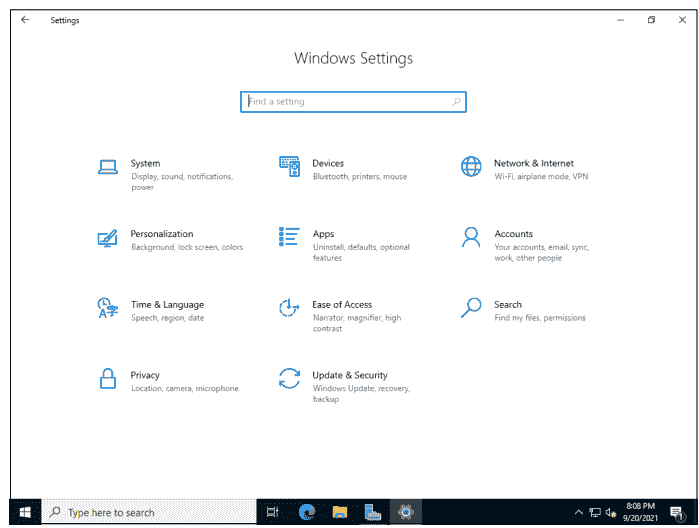 Settings
Windows Settings
Find a setting
System
Display, sound, notifications,
power
Devices
Bluetooth, printers, mouse
Network & Internet
Wi-Fi, airplane mode, VPN
Personalization
Background, lock screen, colors
Apps
Uninstall, defaults, optional
features
Accounts
Your accounts, email, sync,
work, other people
Time & Language
Speech, region, date
Ease of Access
Narrator, magnifier, high
contrast
Search
Find my files, permissions
Privacy
Location, camera, microphone
Update & Security
Windows Update, recovery,
backup
Type here to search
8:08 PM
9/20/2021
1